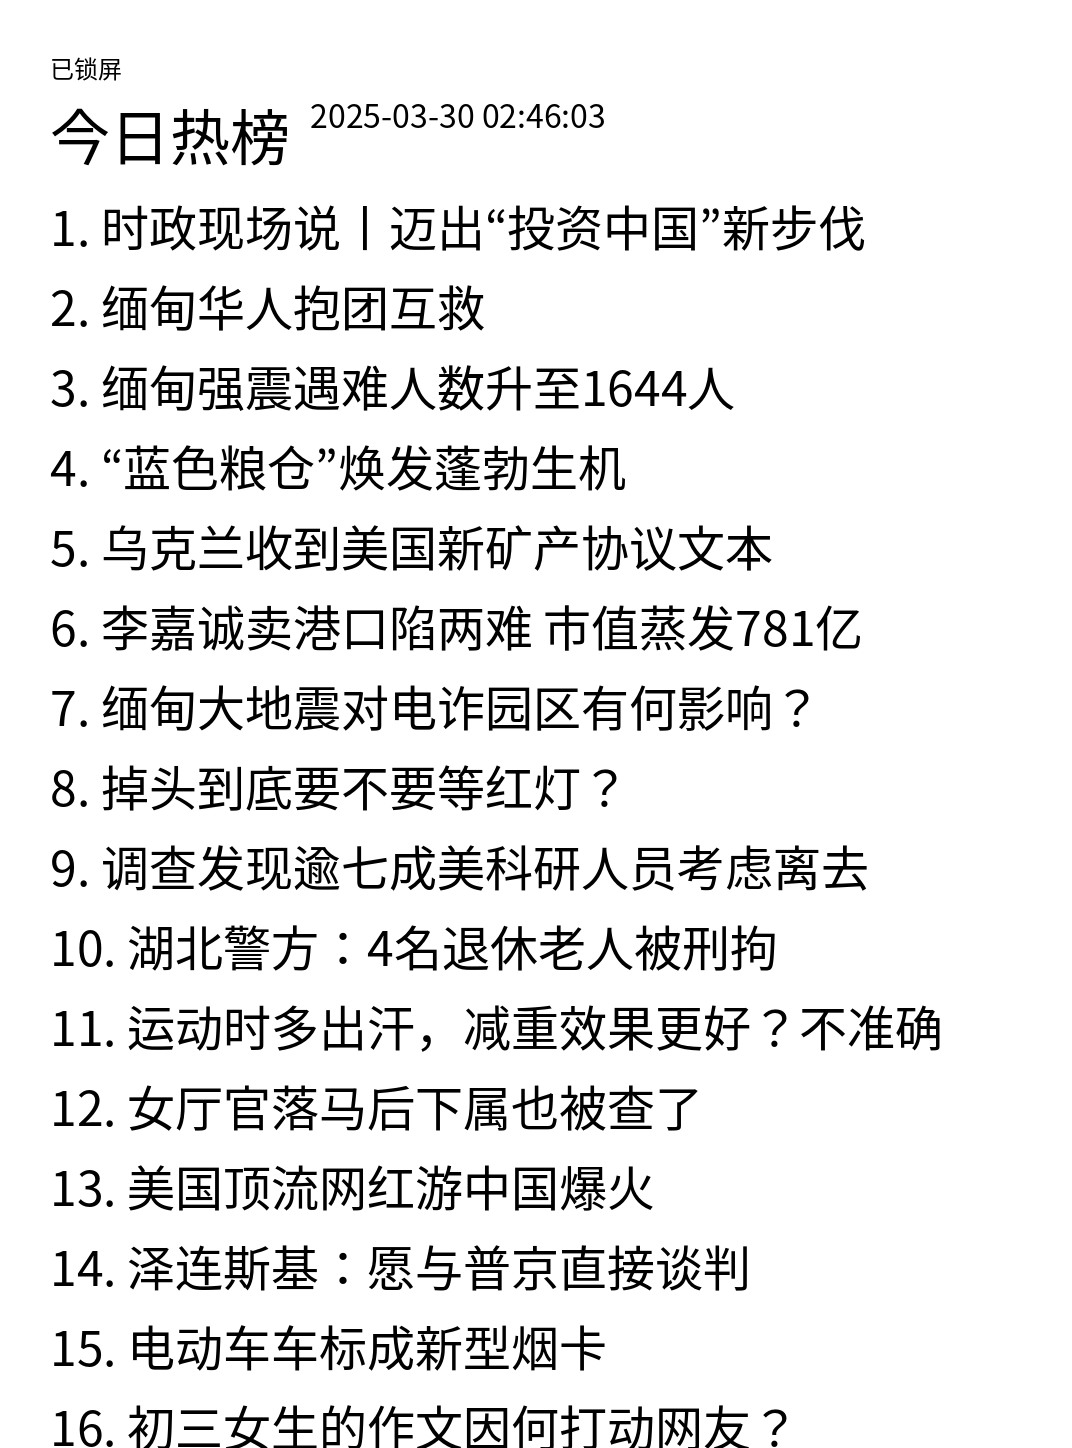 已锁屏
今日热榜 2025-03-30 02:46:03
1. 时政现场说丨迈出“投资中国”新步伐
2. 缅甸华人抱团互救
3. 缅甸强震遇难人数升至1644人
4. “蓝色粮仓”焕发蓬勃生机
5. 乌克兰收到美国新矿产协议文本
6. 李嘉诚卖港口陷两难 市值蒸发781亿
7. 缅甸大地震对电诈园区有何影响？
8. 掉头到底要不要等红灯？
9. 调查发现逾七成美科研人员考虑离去
10. 湖北警方：4名退休老人被刑拘
11. 运动时多出汗，减重效果更好？不准确
12. 女厅官落马后下属也被查了
13. 美国顶流网红游中国爆火
14. 泽连斯基：愿与普京直接谈判
15. 电动车车标成新型烟卡
16. 初三女生的作文因何打动网友？